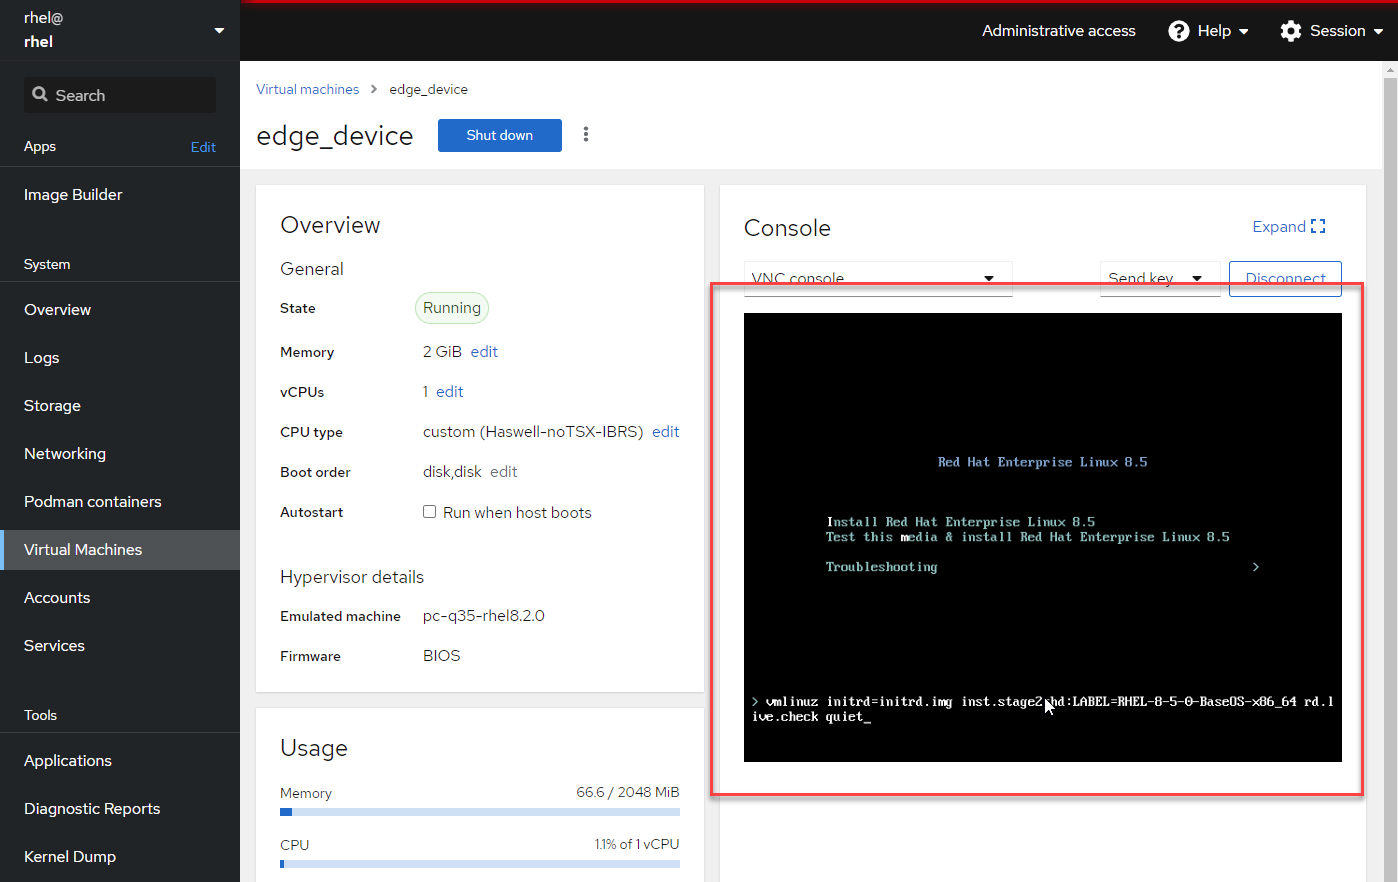 rhel@
rhel
Administrative access
Help
Session
Search
Apps
Edit
Image Builder
System
Overview
Logs
Storage
Networking
Podman containers
Virtual Machines
Accounts
Services
Tools
Applications
Diagnostic Reports
Kernel Dump
Virtual machines > edge_device
edge_device
Shut down
Overview
General
State Running
Memory 2 GiB edit
vCPUs 1 edit
CPU type custom (Haswell-noTSX-IBRS) edit
Boot order disk,disk edit
Autostart Run when host boots
Hypervisor details
Emulated machine pc-q35-rhel8.2.0
Firmware BIOS
Usage
Memory 66.6 / 2048 MiB
CPU 1.1% of 1 vCPU
Console
Expand
VNC console
Send key
Disconnect
Red Hat Enterprise Linux 8.5
Install Red Hat Enterprise Linux 8.5
Test this media & install Red Hat Enterprise Linux 8.5
Troubleshooting >
> vmlinuz initrd=initrd.img inst.stage2=hd:LABEL=RHEL-8-5-0-BaseOS-x86_64 rd.l
ive.check quiet_